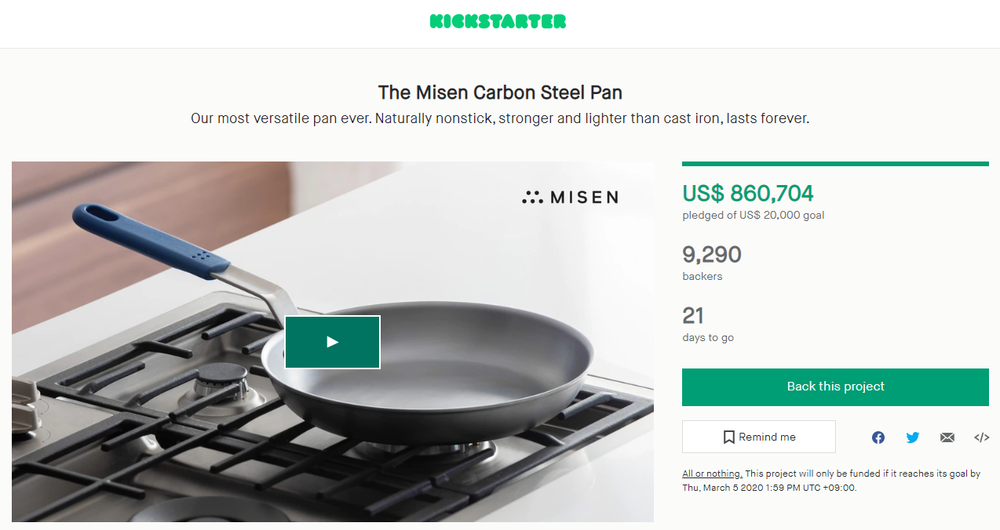 KICKSTARTER
The Misen Carbon Steel Pan
Our most versatile pan ever. Naturally nonstick, stronger and lighter than cast iron, lasts forever.
MISEN
US$ 860,704
pledged of US$ 20,000 goal
9,290
backers
21
days to go
Back this project
Remind me
All or nothing. This project will only be funded if it reaches its goal by
Thu, March 5 2020 1:59 PM UTC +09:00.